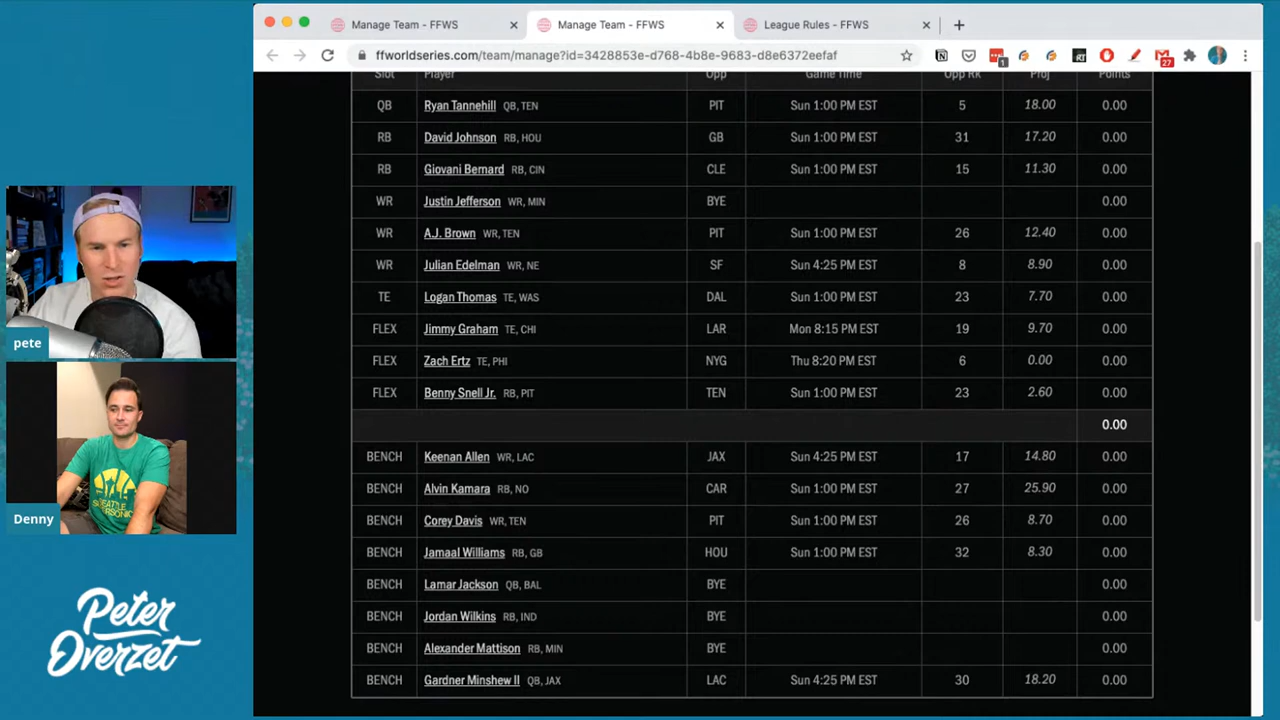 Manage Team - FFWS
Manage Team - FFWS
League Rules - FFWS
ffworldseries.com/team/manage?id=3428853e-d768-4b8e-9683-d8e6372eefaf
1
27
Slot Player Opp Game Time Opp Rk Proj Points
QB Ryan Tannehill QB, TEN PIT Sun 1:00 PM EST 5 18.00 0.00
RB David Johnson RB, HOU GB Sun 1:00 PM EST 31 17.20 0.00
RB Giovani Bernard RB, CIN CLE Sun 1:00 PM EST 15 11.30 0.00
WR Justin Jefferson WR, MIN BYE 0.00
WR A.J. Brown WR, TEN PIT Sun 1:00 PM EST 26 12.40 0.00
WR Julian Edelman WR, NE SF Sun 4:25 PM EST 8 8.90 0.00
TE Logan Thomas TE, WAS DAL Sun 1:00 PM EST 23 7.70 0.00
FLEX Jimmy Graham TE, CHI LAR Mon 8:15 PM EST 19 9.70 0.00
FLEX Zach Ertz TE, PHI NYG Thu 8:20 PM EST 6 0.00 0.00
FLEX Benny Snell Jr. RB, PIT TEN Sun 1:00 PM EST 23 2.60 0.00
0.00
BENCH Keenan Allen WR, LAC JAX Sun 4:25 PM EST 17 14.80 0.00
BENCH Alvin Kamara RB, NO CAR Sun 1:00 PM EST 27 25.90 0.00
BENCH Corey Davis WR, TEN PIT Sun 1:00 PM EST 26 8.70 0.00
BENCH Jamaal Williams RB, GB HOU Sun 1:00 PM EST 32 8.30 0.00
BENCH Lamar Jackson QB, BAL BYE 0.00
BENCH Jordan Wilkins RB, IND BYE 0.00
BENCH Alexander Mattison RB, MIN BYE 0.00
BENCH Gardner Minshew II QB, JAX LAC Sun 4:25 PM EST 30 18.20 0.00
pete
Denny
Peter
Overzet